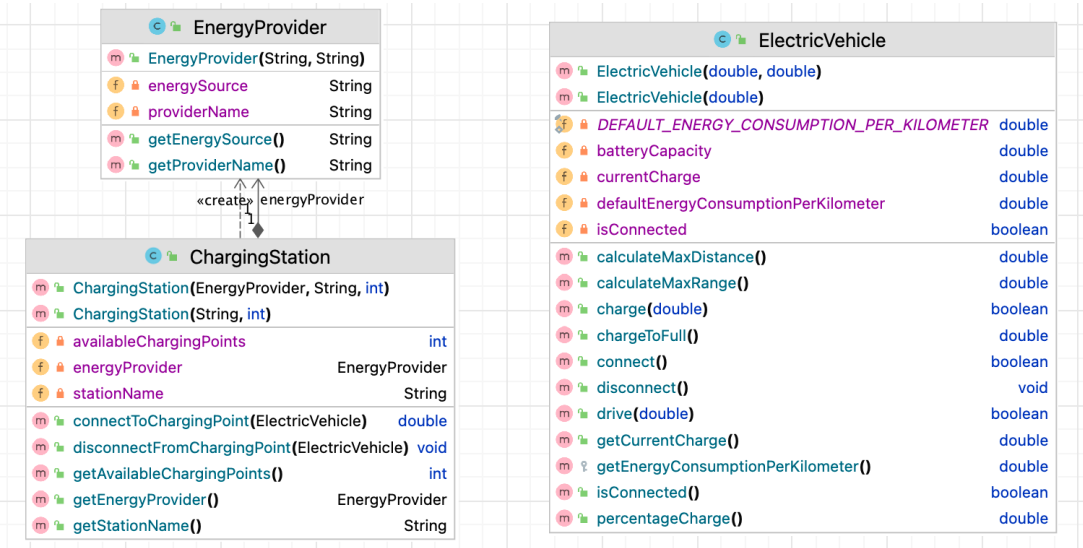 EnergyProvider
EnergyProvider(String, String)
energySource String
providerName String
getEnergySource() String
getProviderName() String
«create» energyProvider
1
1
ChargingStation
ChargingStation(EnergyProvider, String, int)
ChargingStation(String, int)
availableChargingPoints int
energyProvider EnergyProvider
stationName String
connectToChargingPoint(ElectricVehicle) double
disconnectFromChargingPoint(ElectricVehicle) void
getAvailableChargingPoints() int
getEnergyProvider() EnergyProvider
getStationName() String
ElectricVehicle
ElectricVehicle(double, double)
ElectricVehicle(double)
DEFAULT_ENERGY_CONSUMPTION_PER_KILOMETER double
batteryCapacity double
currentCharge double
defaultEnergyConsumptionPerKilometer double
isConnected boolean
calculateMaxDistance() double
calculateMaxRange() double
charge(double) boolean
chargeToFull() double
connect() boolean
disconnect() void
drive(double) boolean
getCurrentCharge() double
getEnergyConsumptionPerKilometer() double
isConnected() boolean
percentageCharge() double